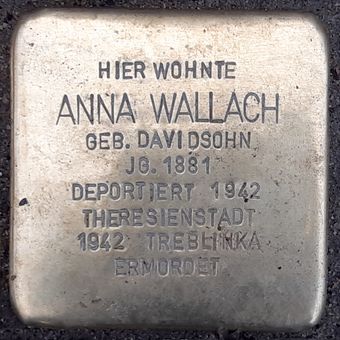 HIER WOHNTE
ANNA WALLACH
GEB. DAVIDSOHN
JG. 1881
DEPORTIERT 1942
THERESIENSTADT
1942 TREBLINKA
ERMORDET